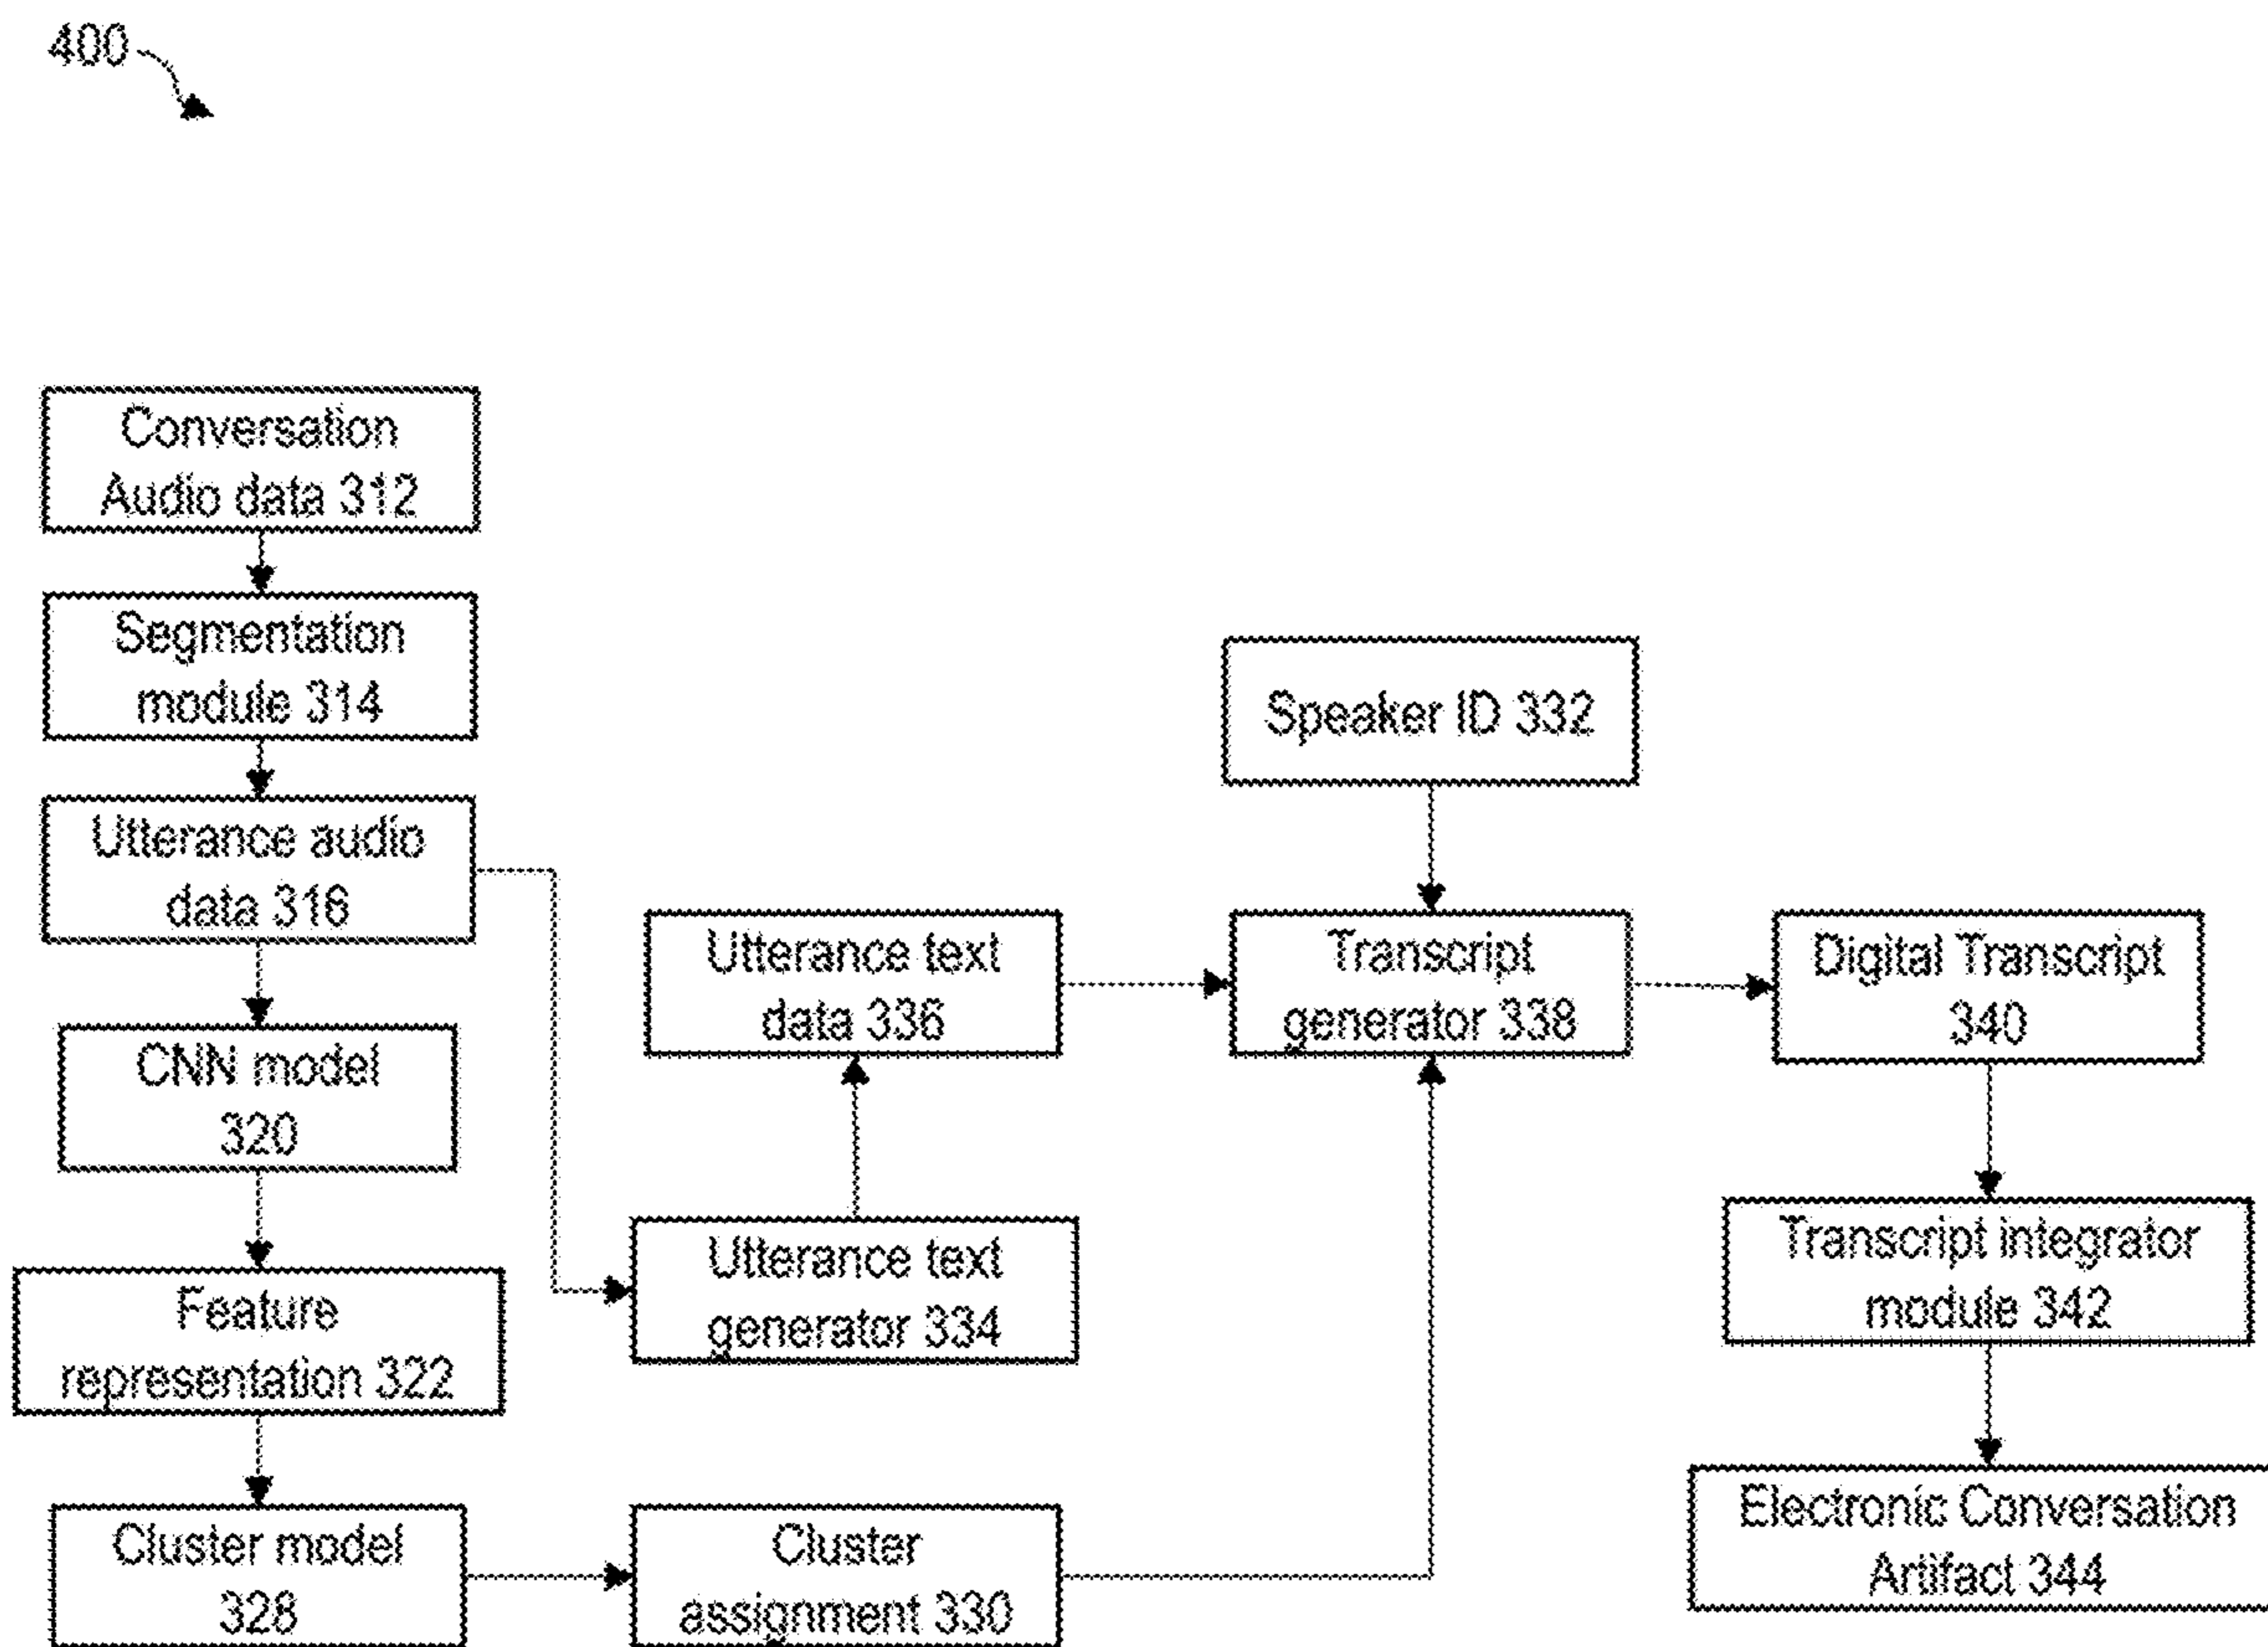 400
Conversation
Audio data 312
Segmentation
module 314
Utterance audio
data 316
CNN model
320
Feature
representation 322
Cluster model
328
Utterance text
data 336
Utterance text
generator 334
Cluster
assignment 330
Speaker ID 332
Transcript
generator 338
Digital Transcript
340
Transcript integrator
module 342
Electronic Conversation
Artifact 344